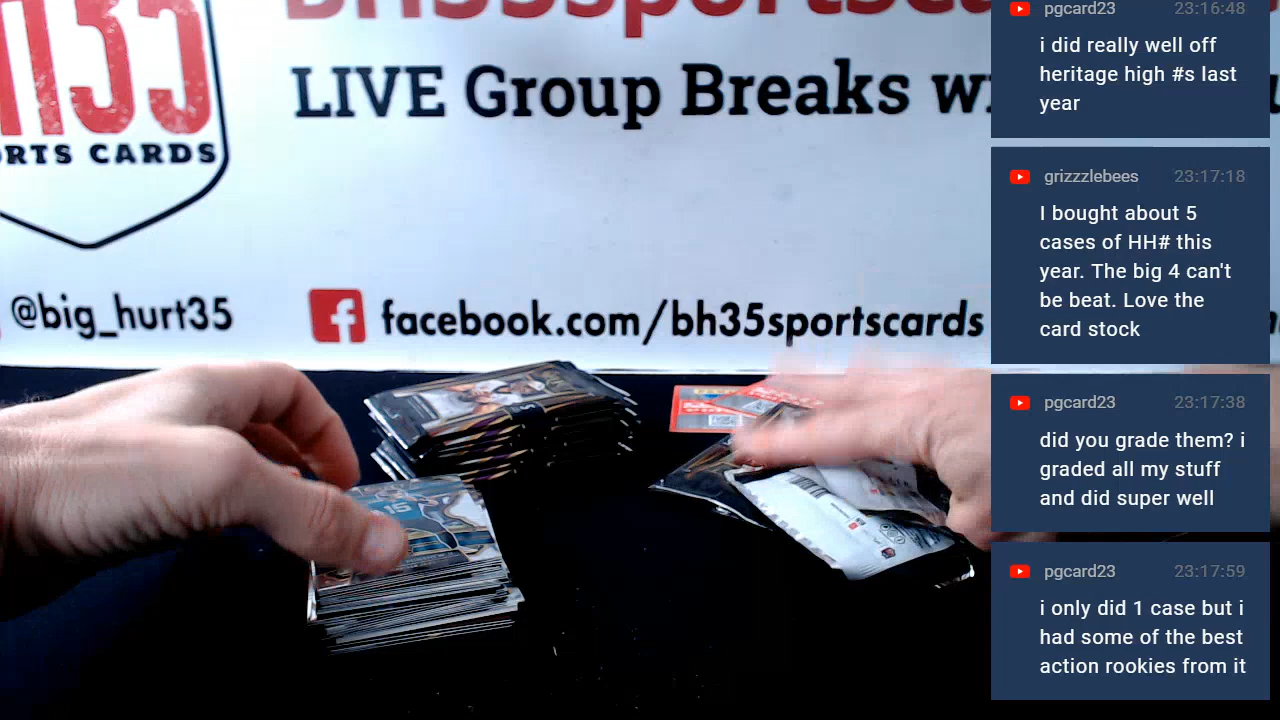 LIVE Group Breaks
CARDS
@big_hurt35
facebook.com/bh35sportscards
15
pgcard23 23:16:48
i did really well off
heritage high #s last
year
grizzzlebees 23:17:18
I bought about 5
cases of HH# this
year. The big 4 can't
be beat. Love the
card stock
pgcard23 23:17:38
did you grade them? i
graded all my stuff
and did super well
pgcard23 23:17:59
i only did 1 case but i
had some of the best
action rookies from it